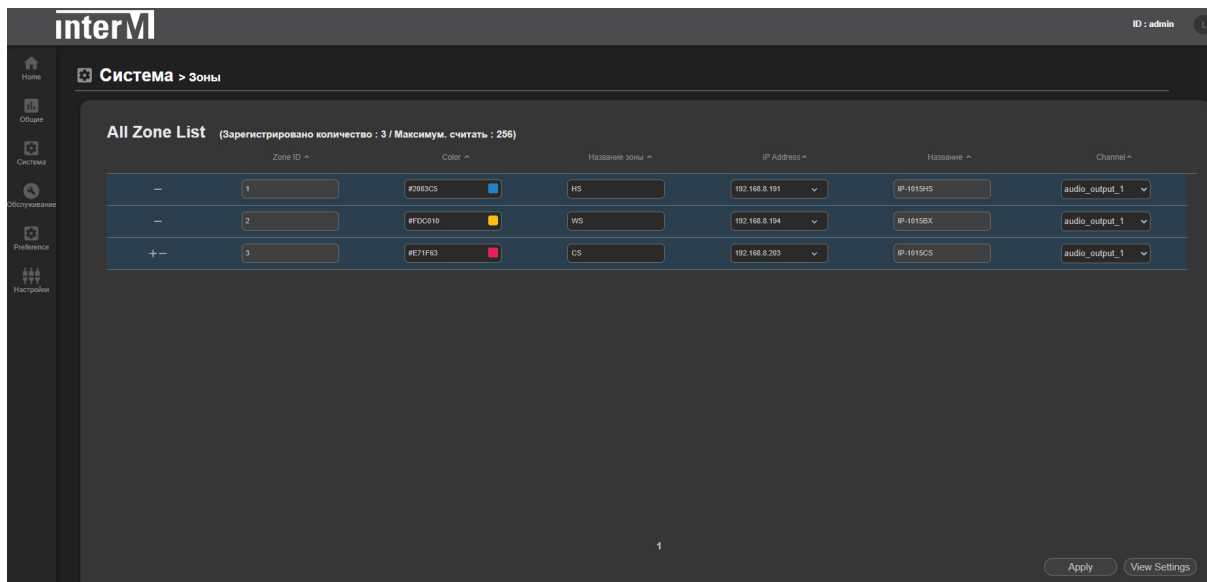 interM
ID : admin
L
Home
Общие
Система
Обслуживание
Preference
Настройки
Система > Зоны
All Zone List (Зарегистрировано количество : 3 / Максимум. считать : 256)
Zone ID Color Название зоны IP Address Название Channel
− 1 #2083C5 HS 192.168.8.191 IP-1015HS audio_output_1
− 2 #FDC010 WS 192.168.8.194 IP-1015BX audio_output_1
+− 3 #E71F63 CS 192.168.8.203 IP-1015CS audio_output_1
1
Apply View Settings